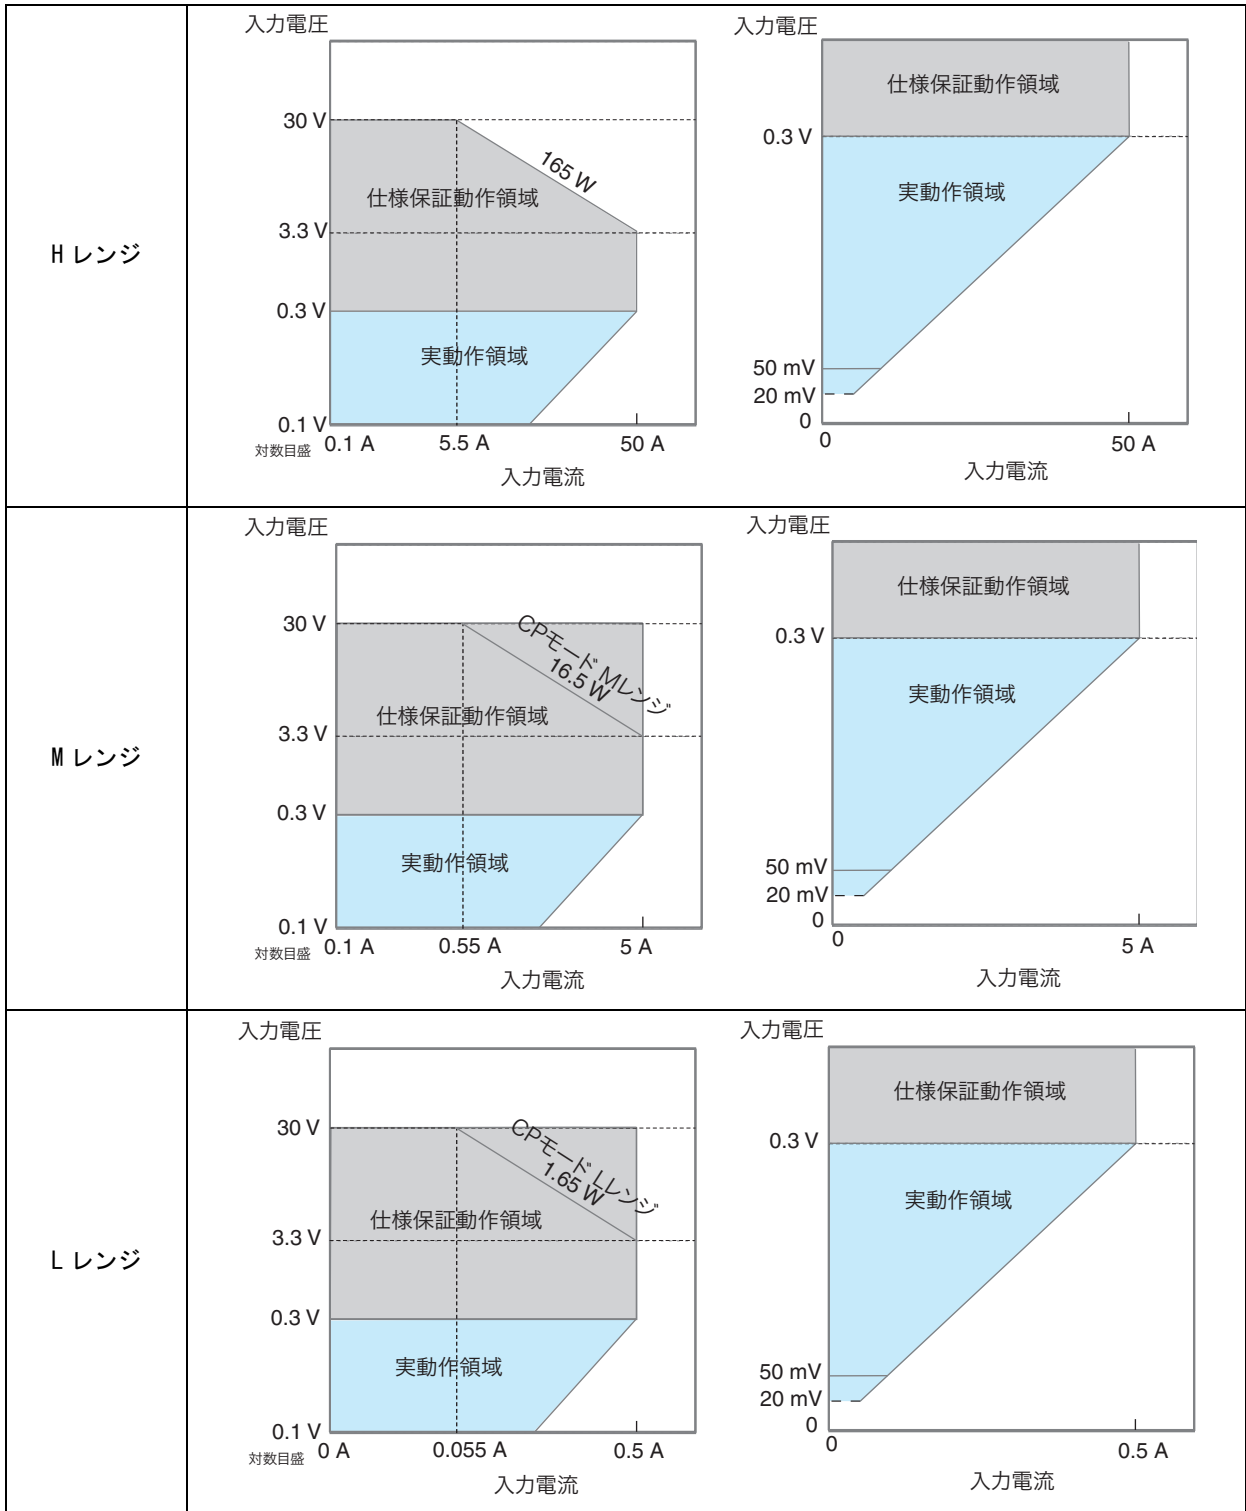 H レンジ
入力電圧
30 V
165 W
仕様保証動作領域
3.3 V
0.3 V
実動作領域
0.1 V
対数目盛
0.1 A
5.5 A
50 A
入力電流
入力電圧
仕様保証動作領域
0.3 V
実動作領域
50 mV
20 mV
0
0
50 A
入力電流
M レンジ
入力電圧
30 V
CPモード Mレンジ
16.5 W
仕様保証動作領域
3.3 V
0.3 V
実動作領域
0.1 V
対数目盛
0.1 A
0.55 A
5 A
入力電流
入力電圧
仕様保証動作領域
0.3 V
実動作領域
50 mV
20 mV
0
0
5 A
入力電流
L レンジ
入力電圧
30 V
CPモード Lレンジ
1.65 W
仕様保証動作領域
3.3 V
0.3 V
実動作領域
0.1 V
対数目盛
0 A
0.055 A
0.5 A
入力電流
入力電圧
仕様保証動作領域
0.3 V
実動作領域
50 mV
20 mV
0
0
0.5 A
入力電流